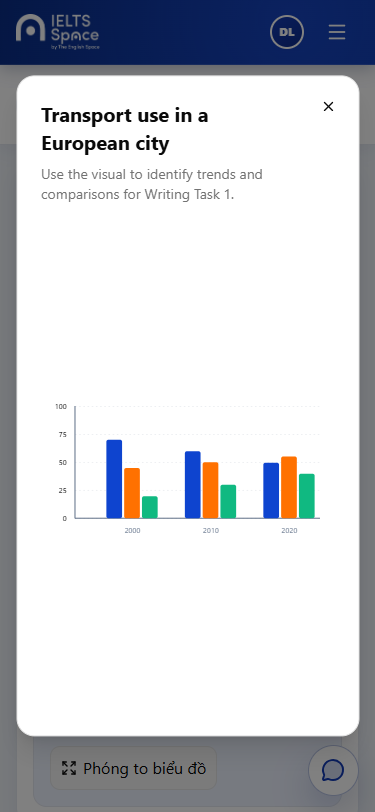 IELTS
Space
by The English Space
DL
Transport use in a
European city
Use the visual to identify trends and
comparisons for Writing Task 1.
100
75
50
25
0
2000
2010
2020
Phóng to biểu đồ